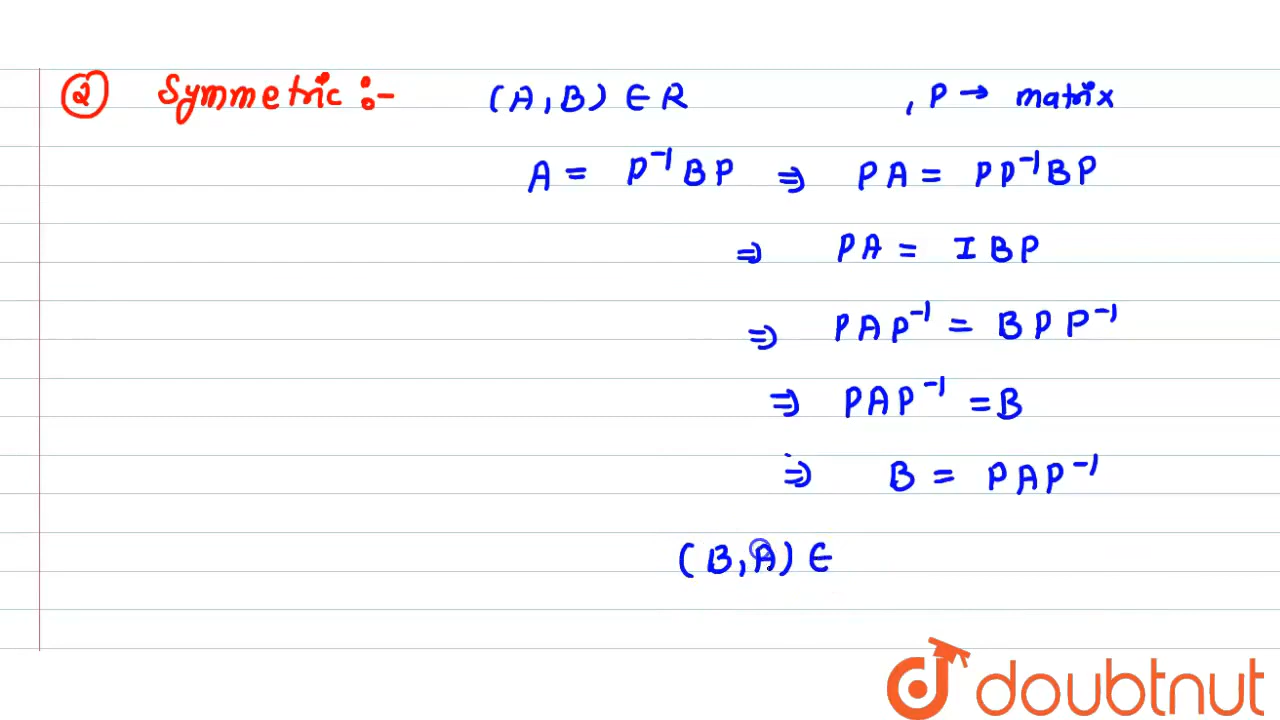 ② Symmetric :- (A, B) ∈ R , P → matrix
A = P⁻¹BP ⇒ PA = PP⁻¹BP
⇒ PA = IBP
⇒ PAP⁻¹ = BPP⁻¹
⇒ PAP⁻¹ = B
⇒ B = PAP⁻¹
(B, A) ∈
doubtnut